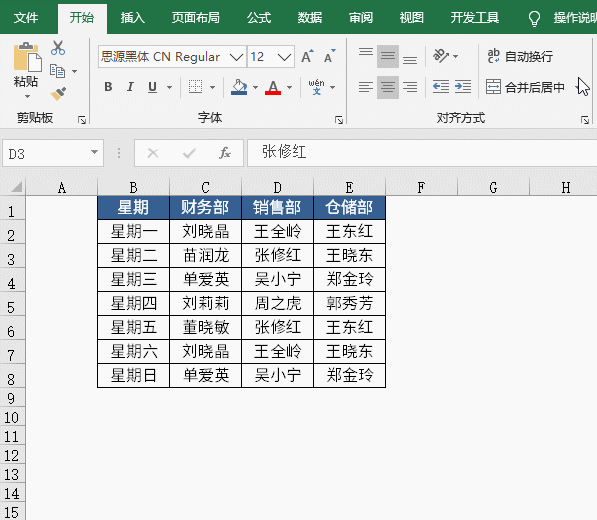 文件 开始 插入 页面布局 公式 数据 审阅 视图 开发工具 操作说明
思源黑体 CN Regular 12 A A ab c 自动换行
粘贴 B I U A wén 文 合并后居中
剪贴板 字体 对齐方式
D3 fx 张修红
A B C D E F G H
1 星期 财务部 销售部 仓储部
2 星期一 刘晓晶 王全岭 王东红
3 星期二 苗润龙 张修红 王晓东
4 星期三 单爱英 吴小宁 郑金玲
5 星期四 刘莉莉 周之虎 郭秀芳
6 星期五 董晓敏 张修红 王东红
7 星期六 刘晓晶 王全岭 王晓东
8 星期日 单爱英 吴小宁 郑金玲
9
10
11
12
13
14
15